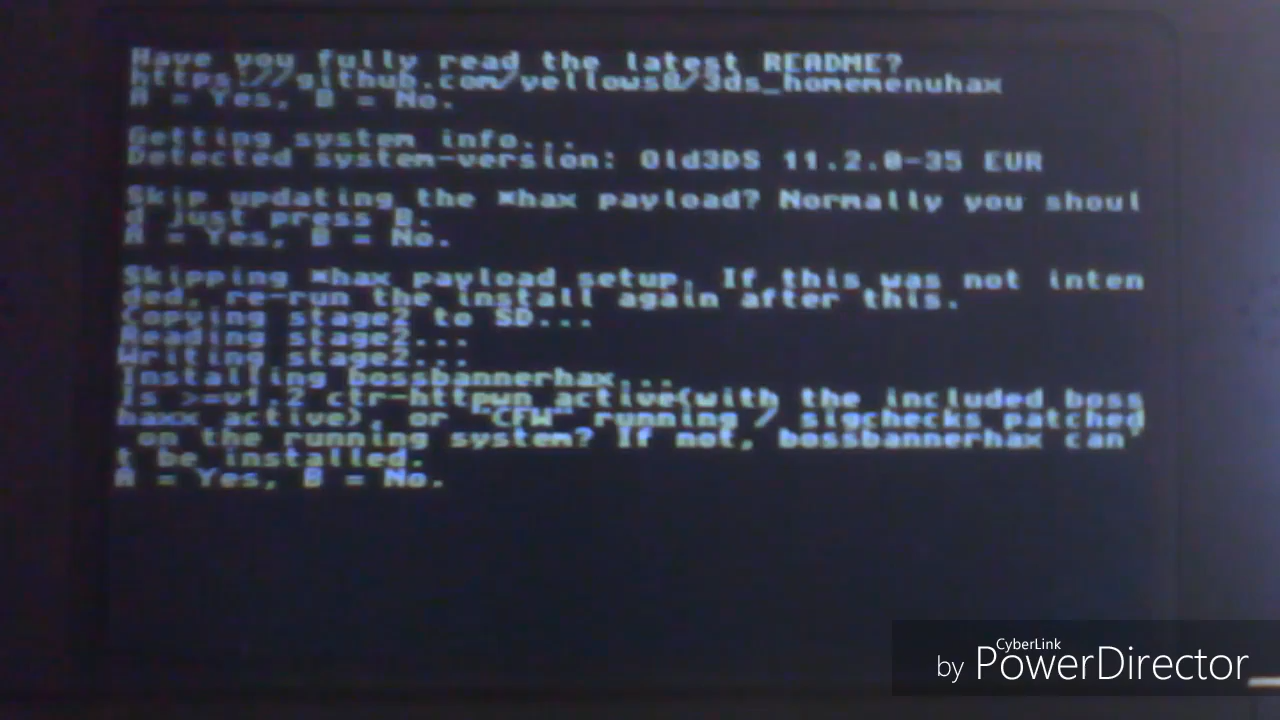 Have you fully read the latest README?
https://github.com/yellows8/3ds_homemenuhax
A = Yes, B = No.
Getting system info...
Detected system-version: Old3DS 11.2.0-35 EUR
Skip updating the *hax payload? Normally you shoul
d just press B.
A = Yes, B = No.
Skipping *hax payload setup. If this was not inten
ded, re-run the install again after this.
Copying stage2 to SD...
Reading stage2...
Writing stage2...
Installing bossbannerhax...
Is >=v1.2 ctr-httpwn active(with the included boss
haxx active), or "CFW" running / sigchecks patched
on the running system? If not, bossbannerhax can'
t be installed.
A = Yes, B = No.
by CyberLink PowerDirector